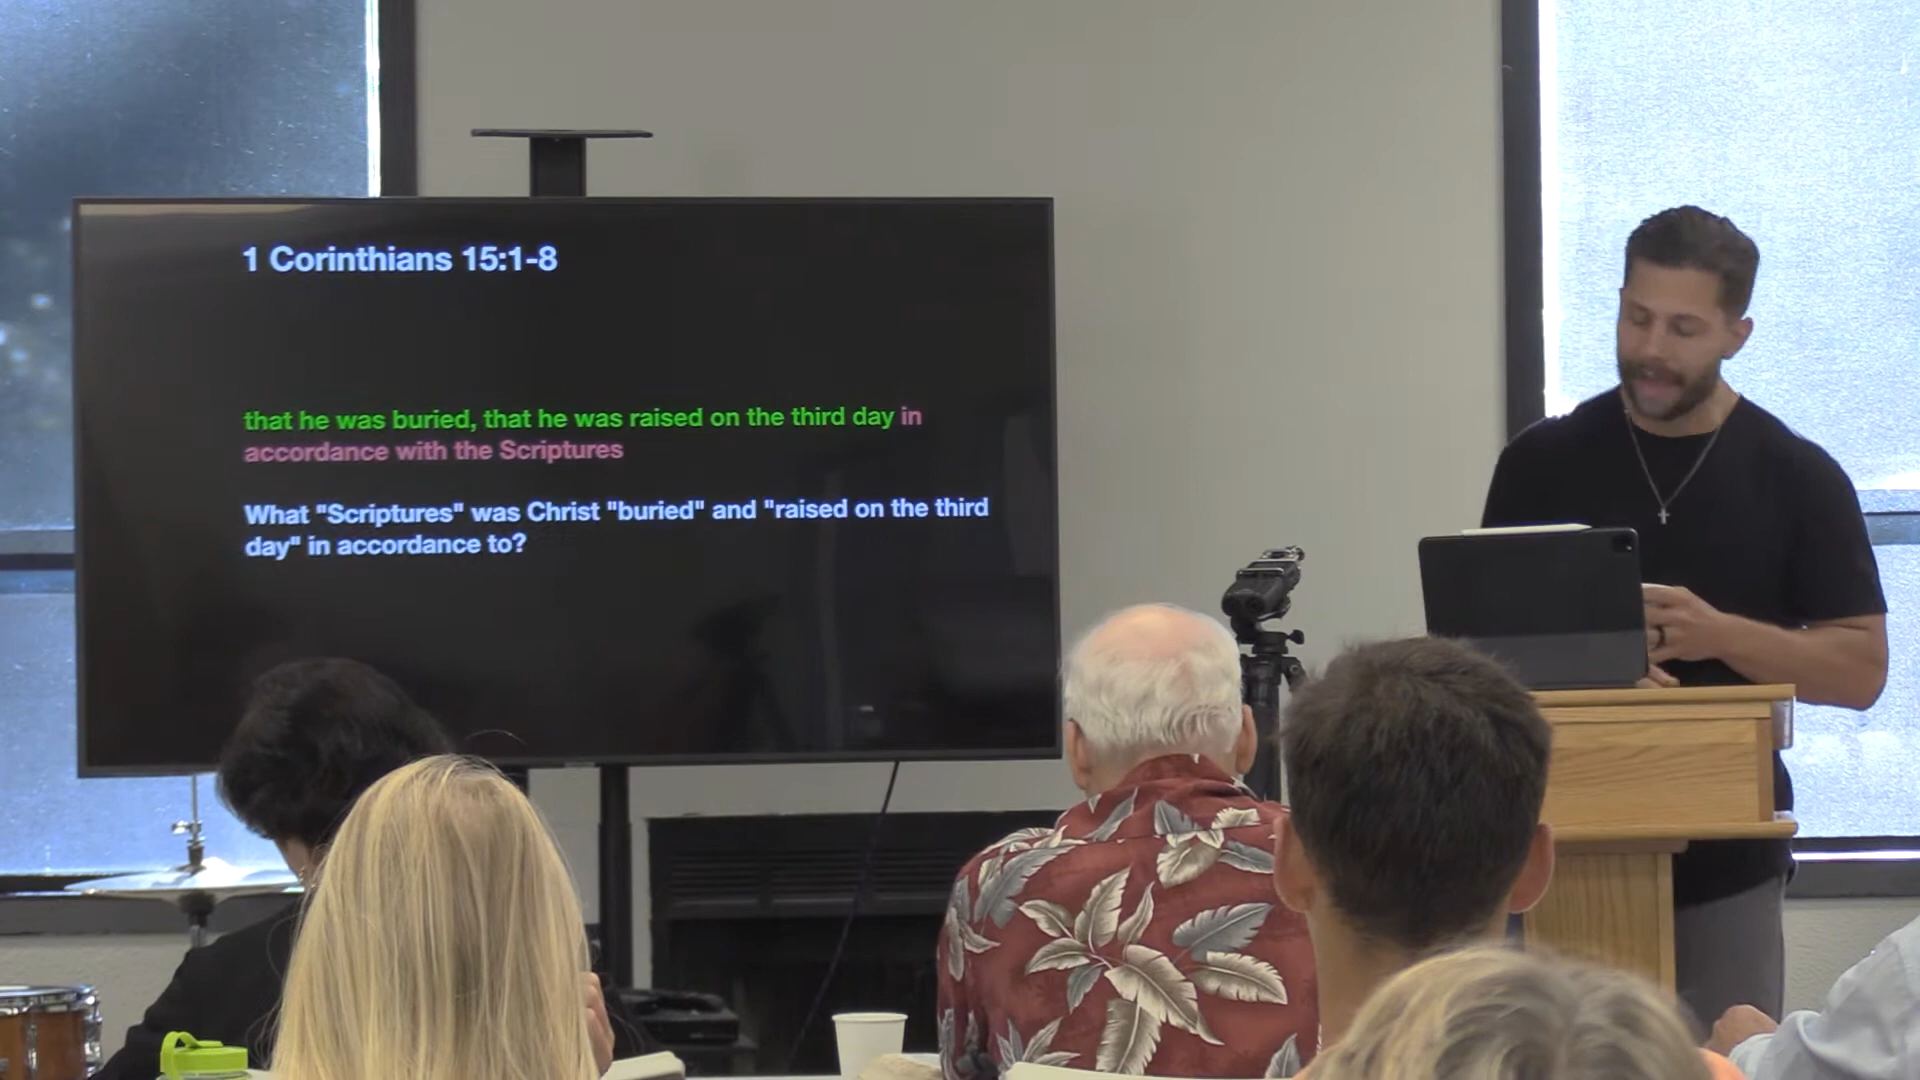 1 Corinthians 15:1-8
that he was buried, that he was raised on the third day in
accordance with the Scriptures
What "Scriptures" was Christ "buried" and "raised on the third
day" in accordance to?